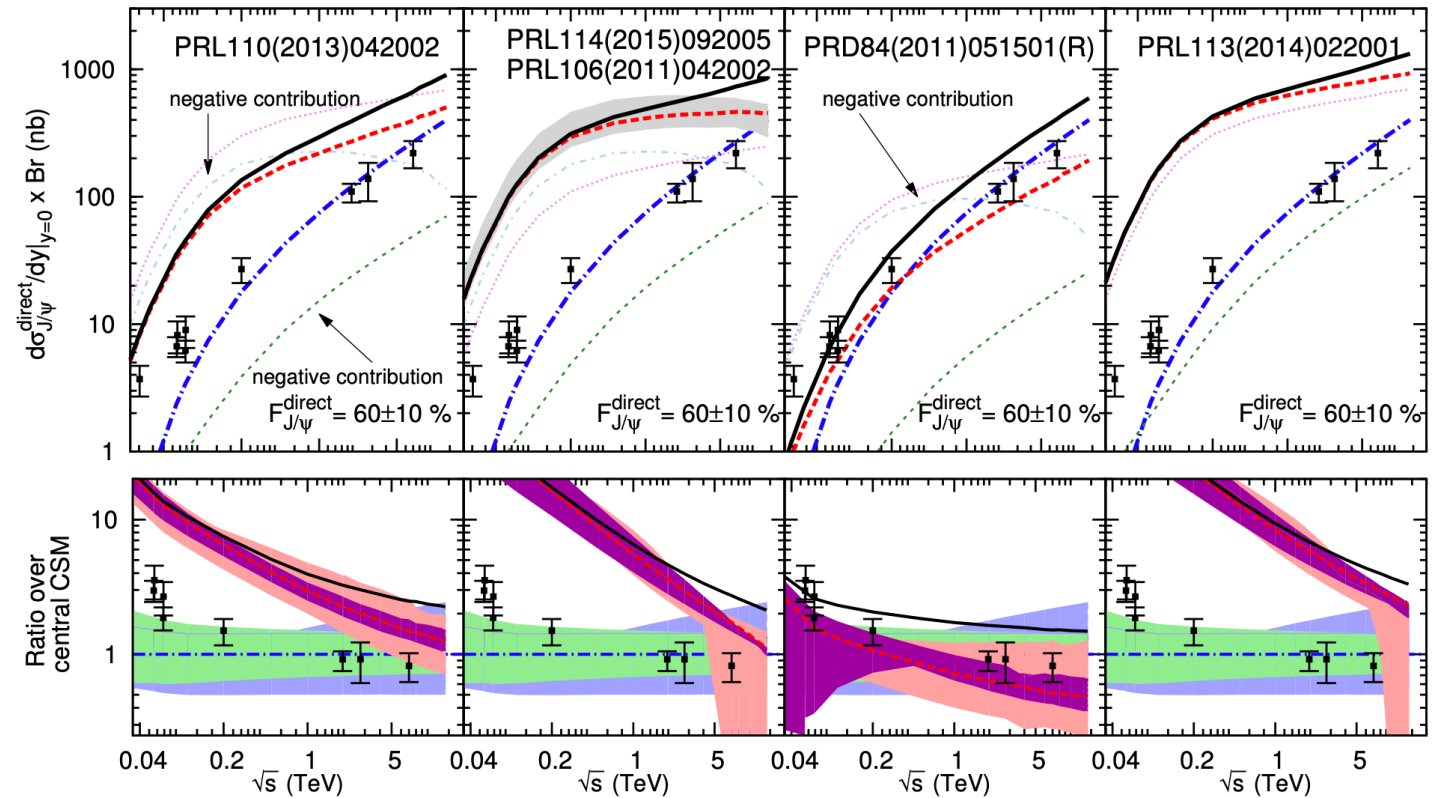 PRL110(2013)042002
PRL114(2015)092005
PRL106(2011)042002
PRD84(2011)051501(R)
PRL113(2014)022001
1000
100
10
1
dσ^direct_J/ψ/dy|y=0 x Br (nb)
negative contribution
negative contribution
negative contribution
F^direct_J/ψ = 60±10 %
F^direct_J/ψ = 60±10 %
F^direct_J/ψ = 60±10 %
F^direct_J/ψ = 60±10 %
10
1
Ratio over
central CSM
0.04 0.2 1 5
0.04 0.2 1 5
0.04 0.2 1 5
0.04 0.2 1 5
√s (TeV)
√s (TeV)
√s (TeV)
√s (TeV)